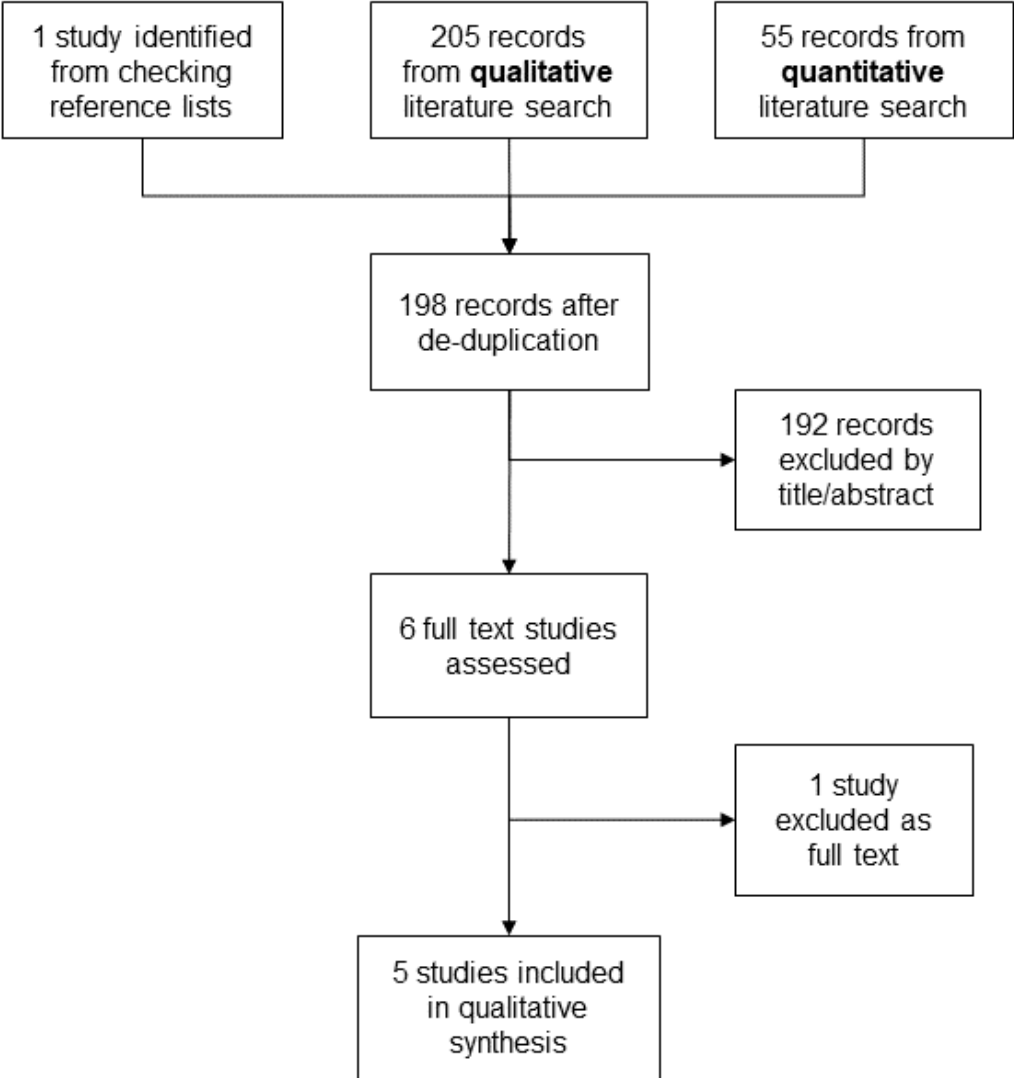 1 study identified
from checking
reference lists
205 records
from qualitative
literature search
55 records from
quantitative
literature search
198 records after
de-duplication
192 records
excluded by
title/abstract
6 full text studies
assessed
1 study
excluded as
full text
5 studies included
in qualitative
synthesis